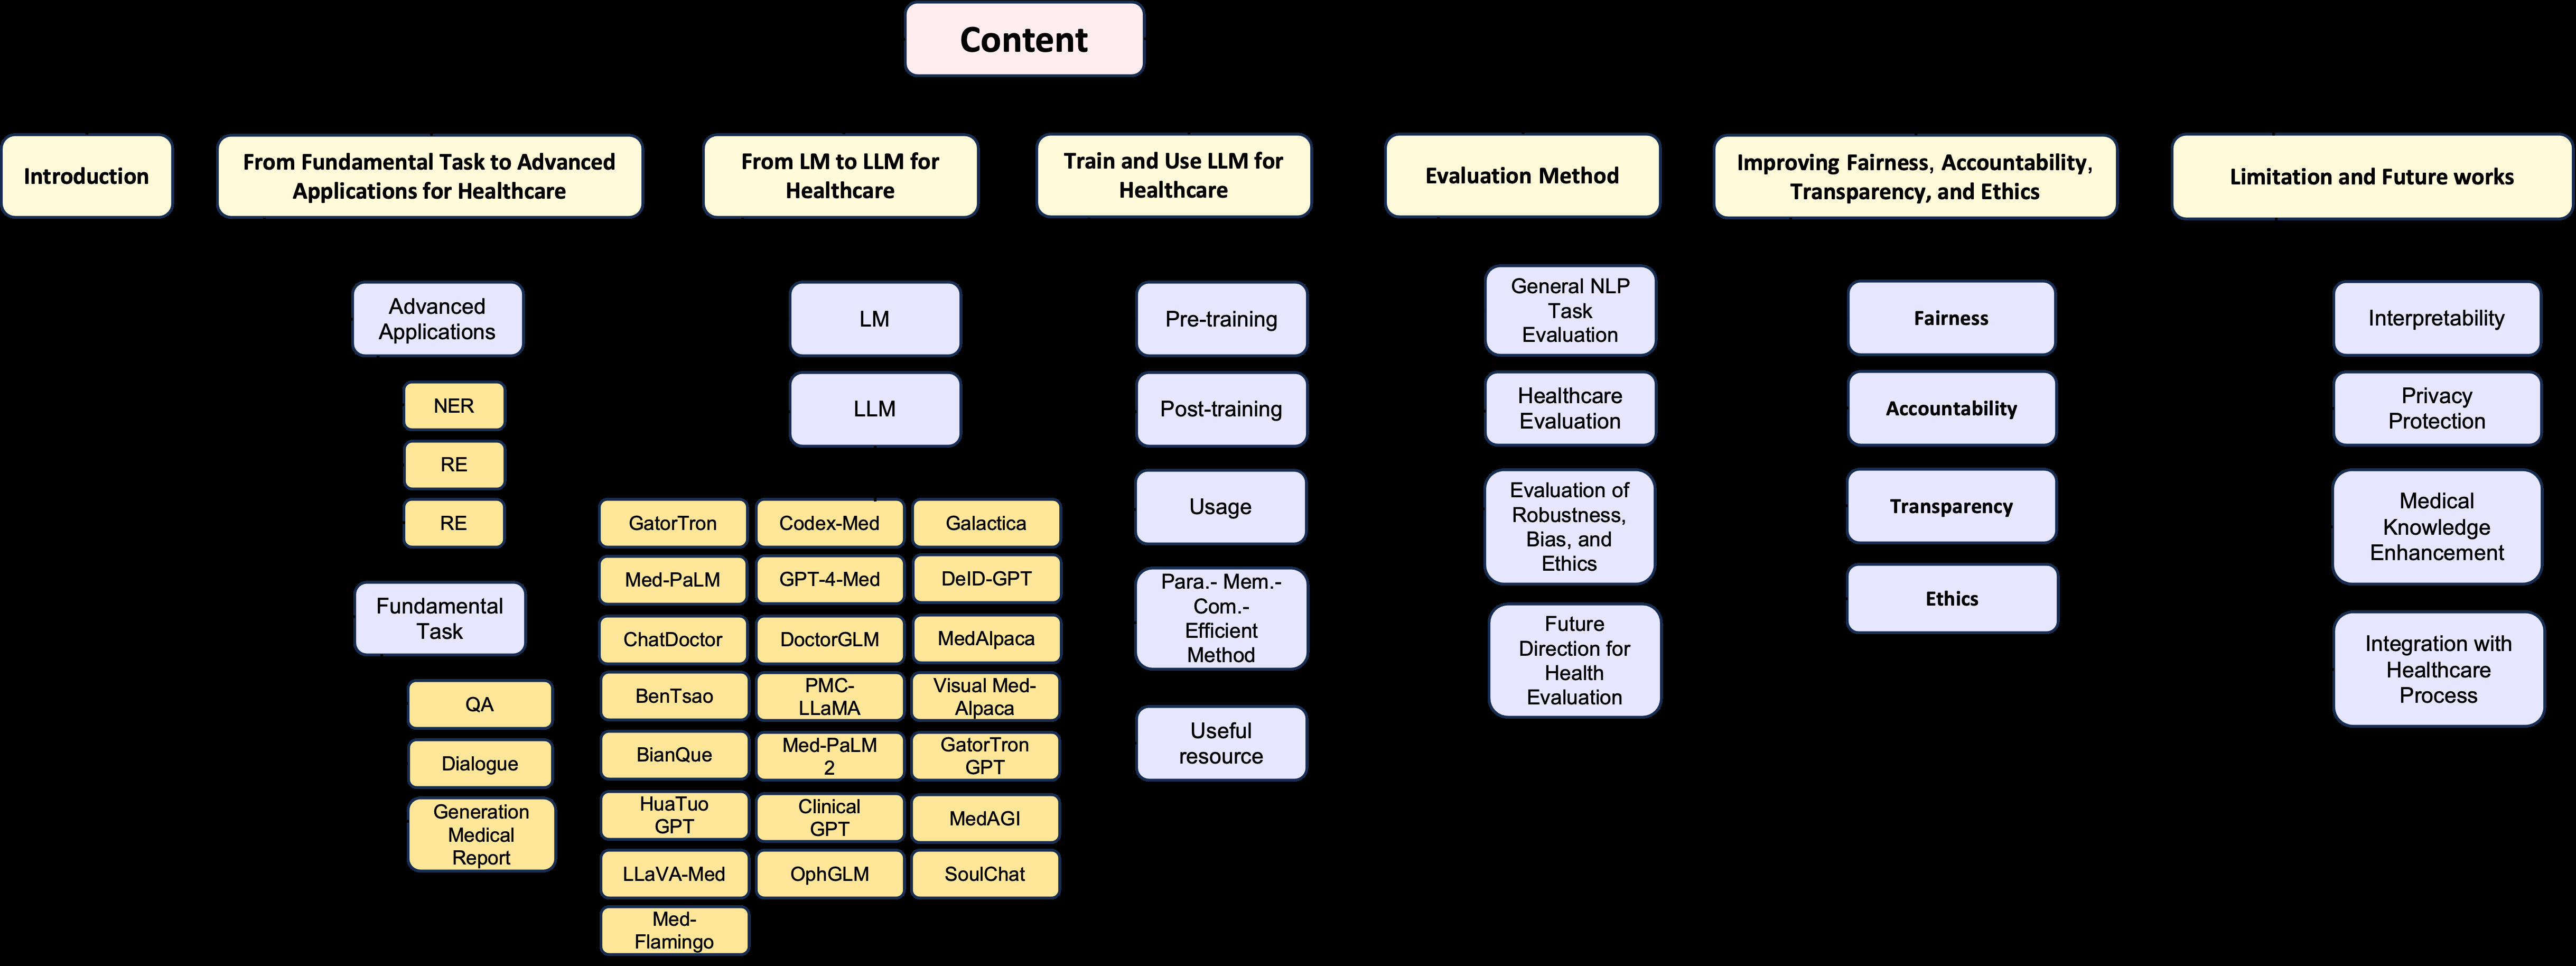 Content
Introduction
From Fundamental Task to Advanced
Applications for Healthcare
From LM to LLM for
Healthcare
Train and Use LLM for
Healthcare
Evaluation Method
Improving Fairness, Accountability,
Transparency, and Ethics
Limitation and Future works
Advanced
Applications
NER
RE
RE
Fundamental
Task
QA
Dialogue
Generation
Medical
Report
LM
LLM
GatorTron
Codex-Med
Galactica
Med-PaLM
GPT-4-Med
DeID-GPT
ChatDoctor
DoctorGLM
MedAlpaca
BenTsao
PMC-
LLaMA
Visual Med-
Alpaca
BianQue
Med-PaLM
2
GatorTron
GPT
HuaTuo
GPT
Clinical
GPT
MedAGI
LLaVA-Med
OphGLM
SoulChat
Med-
Flamingo
Pre-training
Post-training
Usage
Para.- Mem.-
Com.-
Efficient
Method
Useful
resource
General NLP
Task
Evaluation
Healthcare
Evaluation
Evaluation of
Robustness,
Bias, and
Ethics
Future
Direction for
Health
Evaluation
Fairness
Accountability
Transparency
Ethics
Interpretability
Privacy
Protection
Medical
Knowledge
Enhancement
Integration with
Healthcare
Process